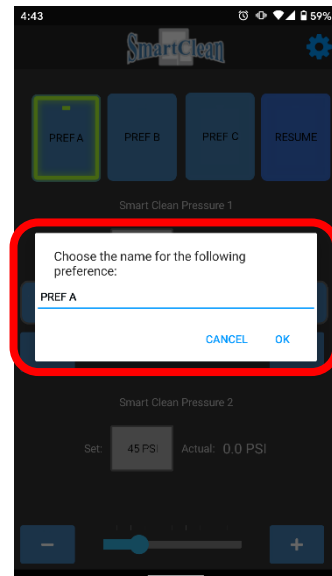 4:43 59%
SmartClean
PREF A PREF B PREF C RESUME
Smart Clean Pressure 1
Choose the name for the following
preference:
PREF A
CANCEL OK
Smart Clean Pressure 2
Set: 45 PSI Actual: 0.0 PSI
− +